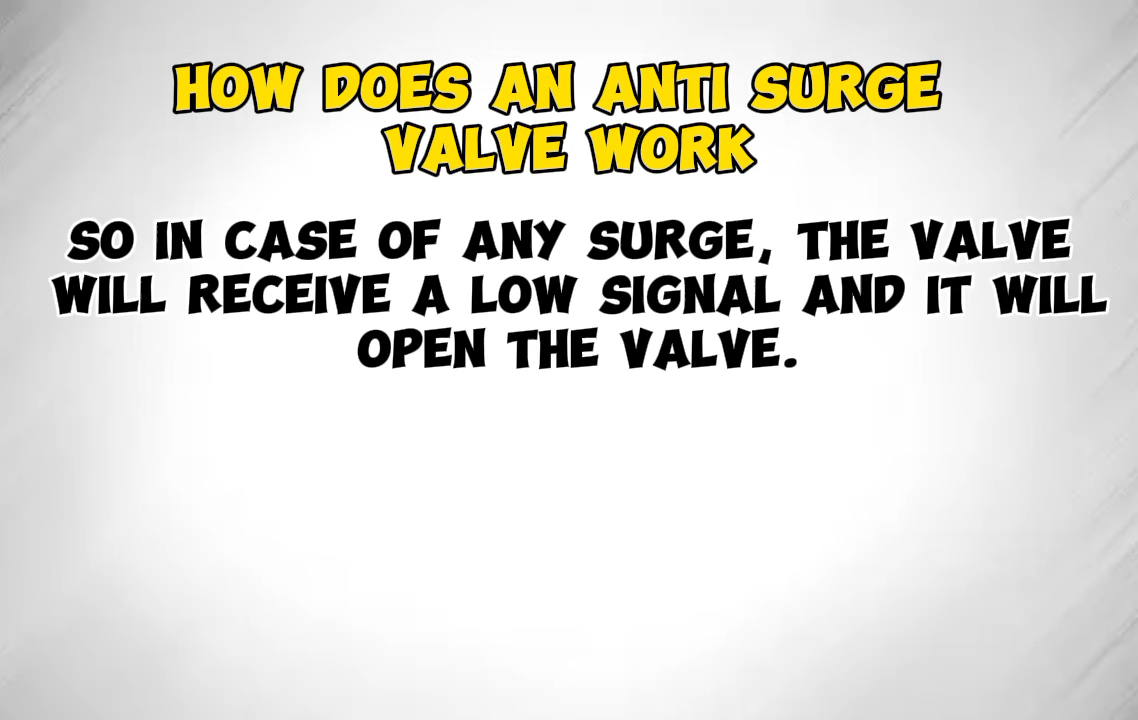 HOW DOES AN ANTI SURGE
VALVE WORK
SO IN CASE OF ANY SURGE, THE VALVE
WILL RECEIVE A LOW SIGNAL AND IT WILL
OPEN THE VALVE.